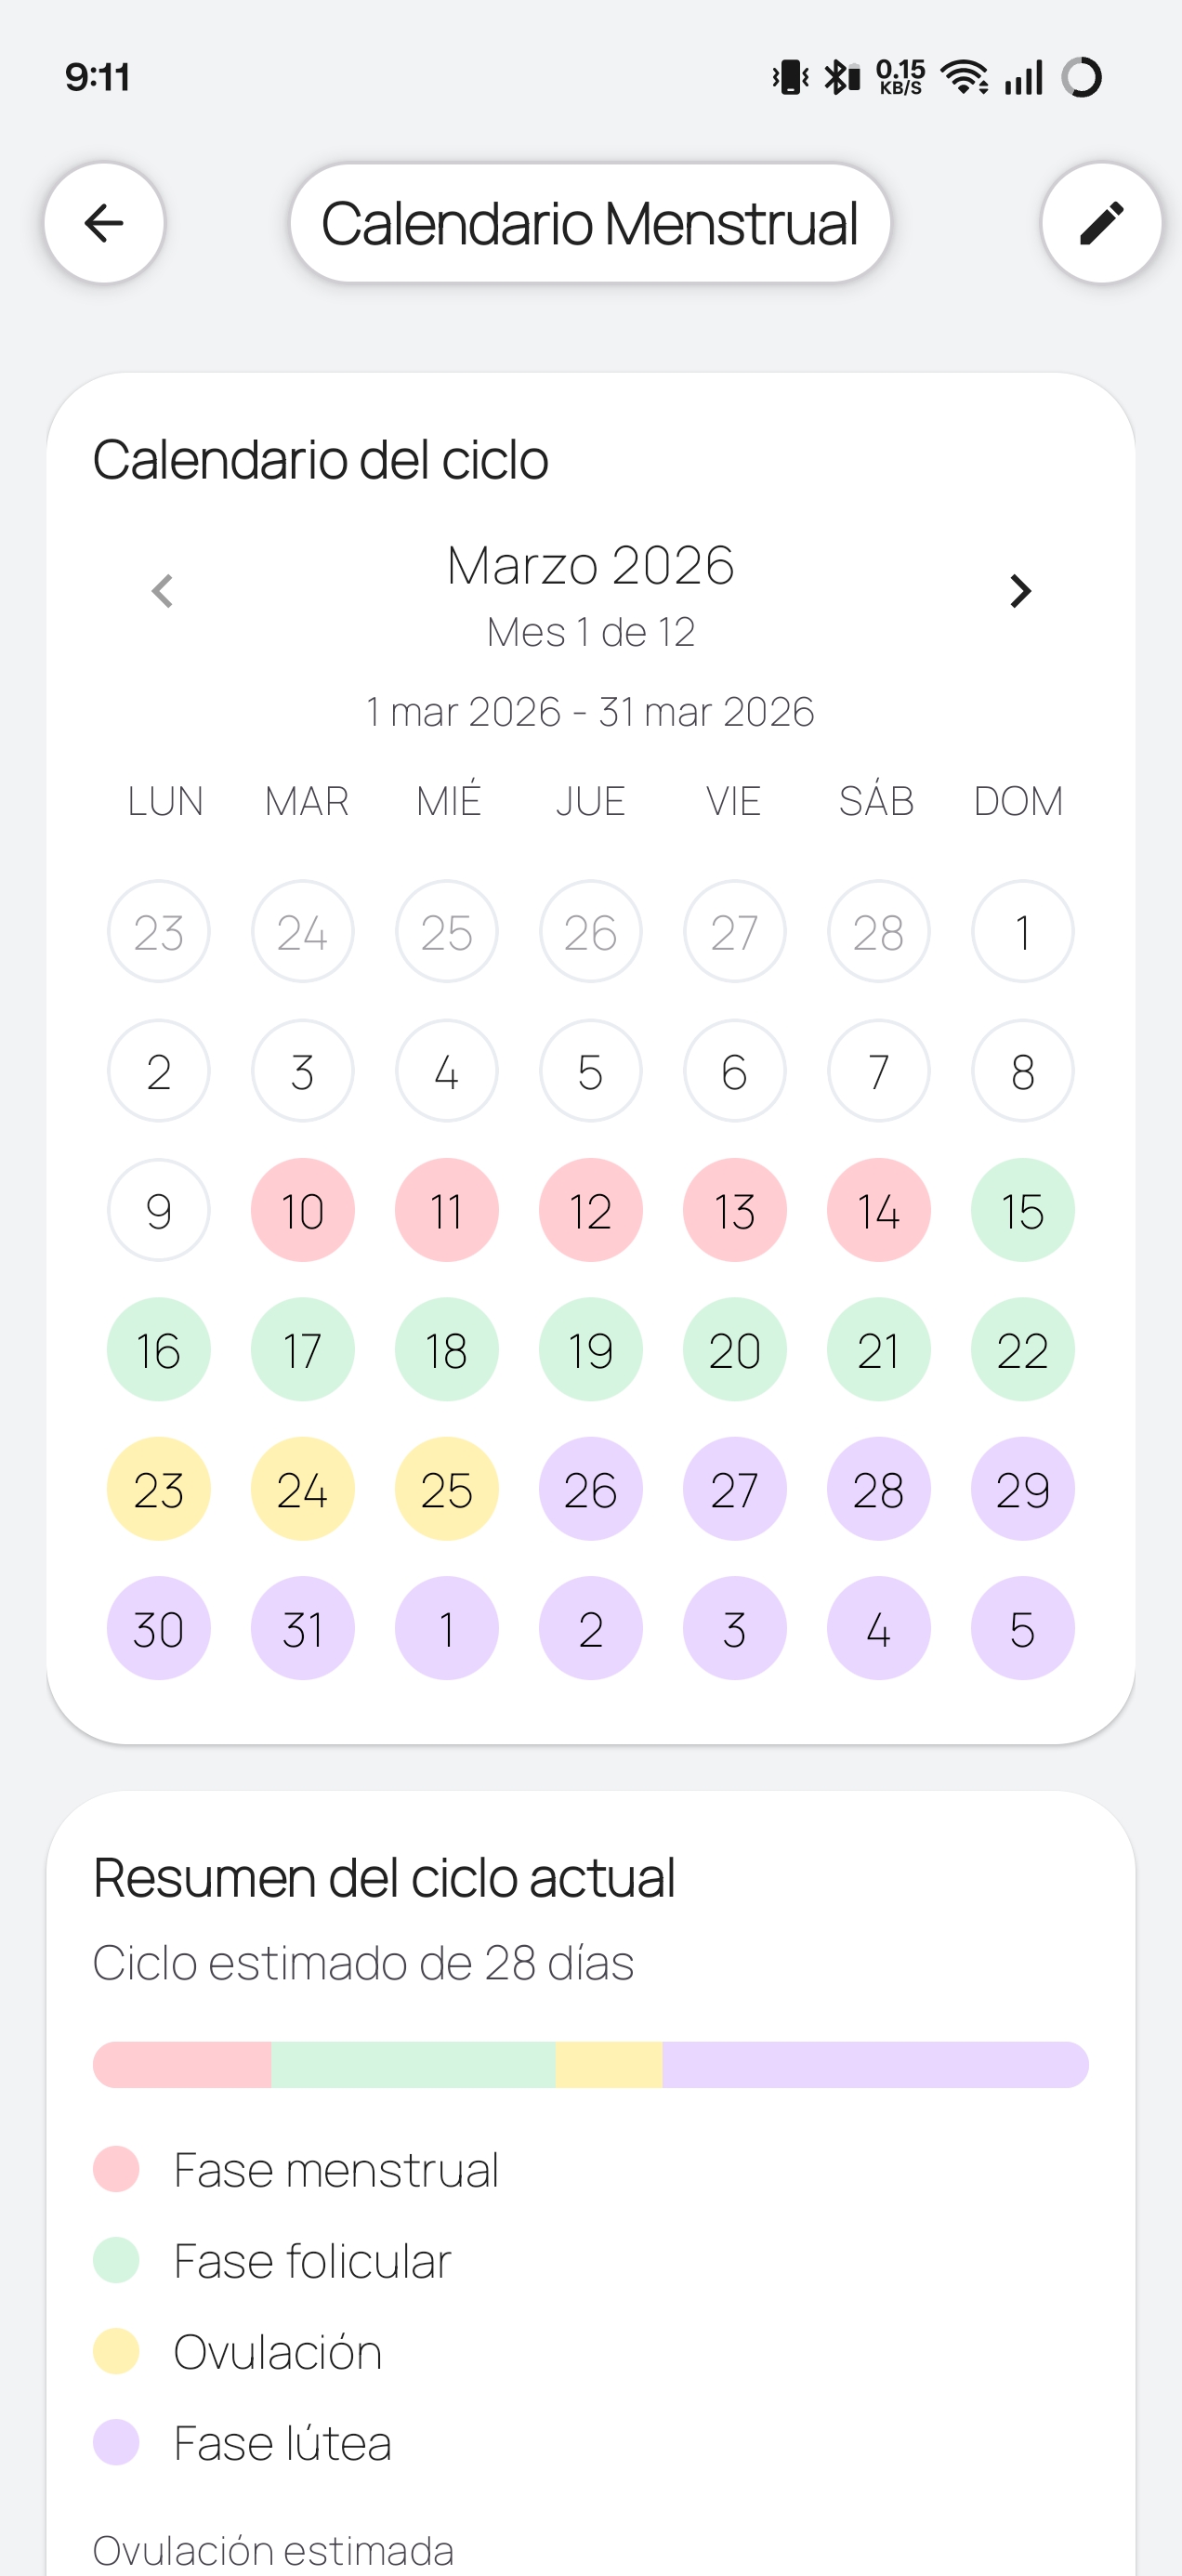 9:11
0.15
KB/S
Calendario Menstrual
Calendario del ciclo
Marzo 2026
Mes 1 de 12
1 mar 2026 - 31 mar 2026
LUN MAR MIÉ JUE VIE SÁB DOM
23 24 25 26 27 28 1
2 3 4 5 6 7 8
9 10 11 12 13 14 15
16 17 18 19 20 21 22
23 24 25 26 27 28 29
30 31 1 2 3 4 5
Resumen del ciclo actual
Ciclo estimado de 28 días
Fase menstrual
Fase folicular
Ovulación
Fase lútea
Ovulación estimada